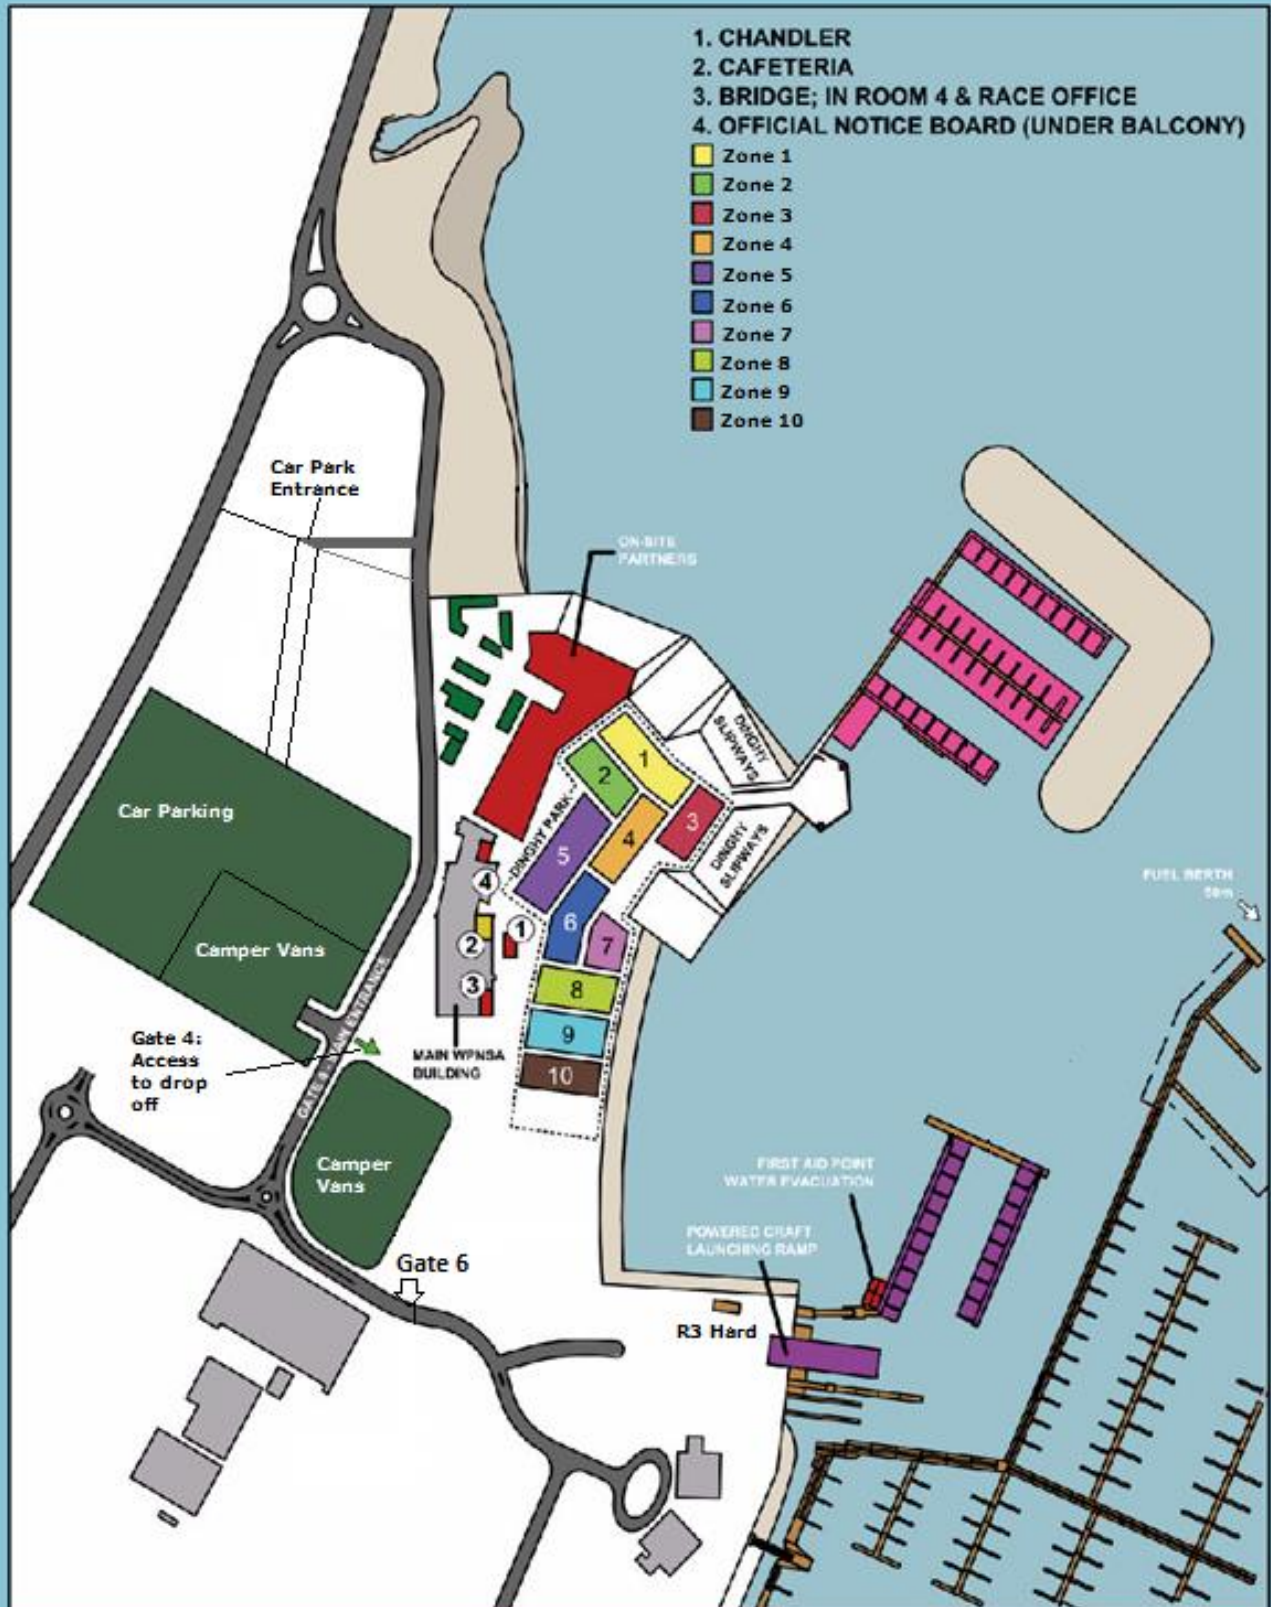 1. CHANDLER
2. CAFETERIA
3. BRIDGE; IN ROOM 4 & RACE OFFICE
4. OFFICIAL NOTICE BOARD (UNDER BALCONY)
Zone 1
Zone 2
Zone 3
Zone 4
Zone 5
Zone 6
Zone 7
Zone 8
Zone 9
Zone 10
Car Park
Entrance
ON-SITE
PARTNERS
DINGHY
SLIPWAYS
1
2
3
4
5
6
7
8
9
10
DINGHY PARK
DINGHY
SLIPWAYS
Car Parking
4
1
2
3
FUEL BERTH
50m
Camper Vans
Gate 4:
Access
to drop
off
MAIN ENTRANCE
MAIN WPNSA
BUILDING
Camper
Vans
FIRST AID POINT
WATER EVACUATION
POWERED CRAFT
LAUNCHING RAMP
Gate 6
R3 Hard